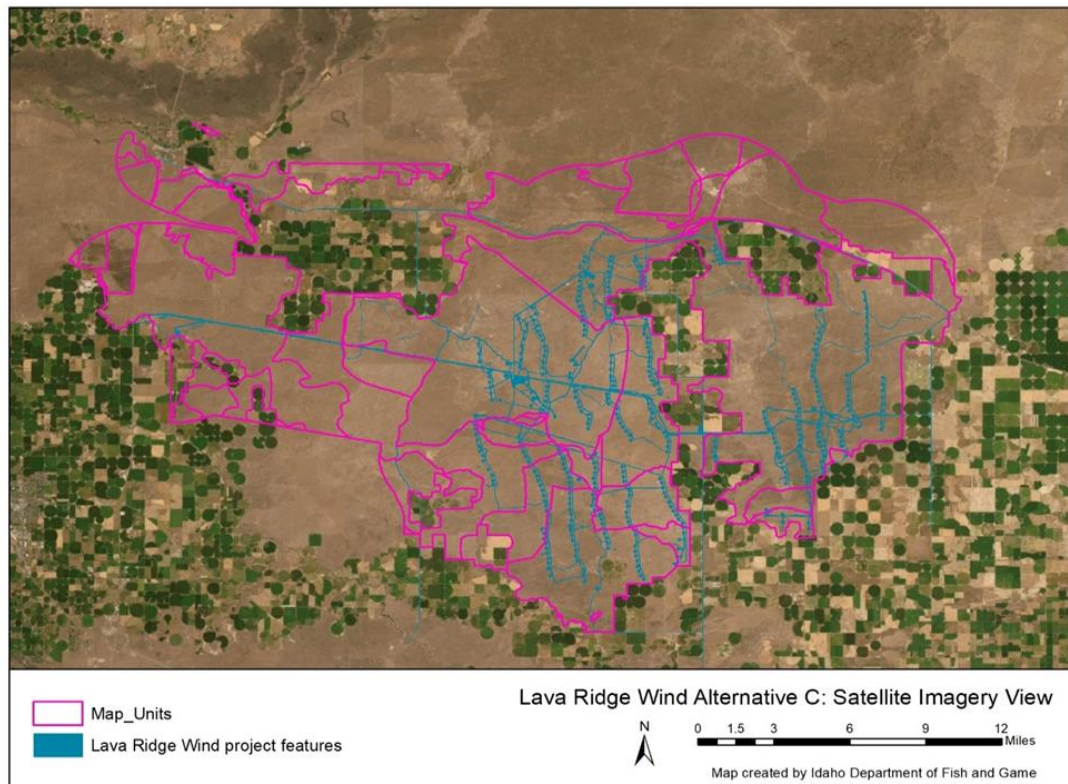 Lava Ridge Wind Alternative C: Satellite Imagery View
Map_Units
Lava Ridge Wind project features
N
0 1.5 3 6 9 12
Miles
Map created by Idaho Department of Fish and Game